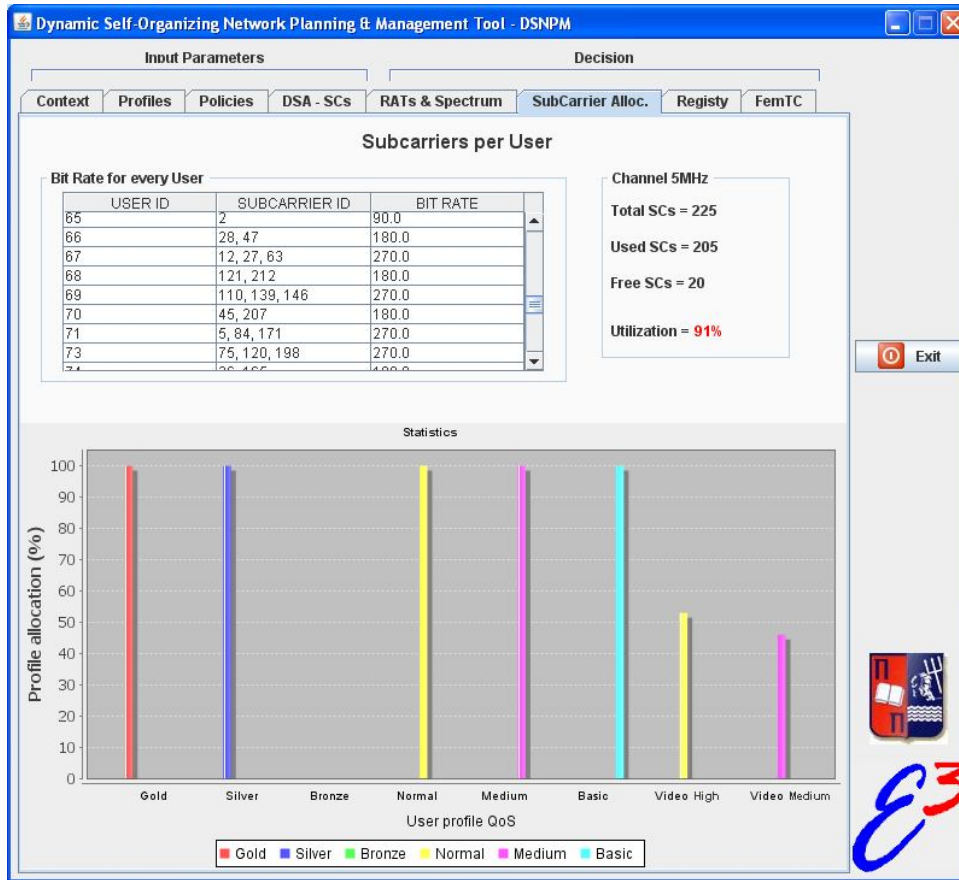 Dynamic Self-Organizing Network Planning & Management Tool - DSNPM
Input Parameters Decision
Context Profiles Policies DSA - SCs RATs & Spectrum SubCarrier Alloc. Registy FemTC
Subcarriers per User
Bit Rate for every User
USER ID SUBCARRIER ID BIT RATE
65 2 90.0
66 28, 47 180.0
67 12, 27, 63 270.0
68 121, 212 180.0
69 110, 139, 146 270.0
70 45, 207 180.0
71 5, 84, 171 270.0
73 75, 120, 198 270.0
Channel 5MHz
Total SCs = 225
Used SCs = 205
Free SCs = 20
Utilization = 91%
Exit
Statistics
Profile allocation (%)
100
90
80
70
60
50
40
30
20
10
0
Gold Silver Bronze Normal Medium Basic Video High Video Medium
User profile QoS
Gold Silver Bronze Normal Medium Basic
Π
Π
E3